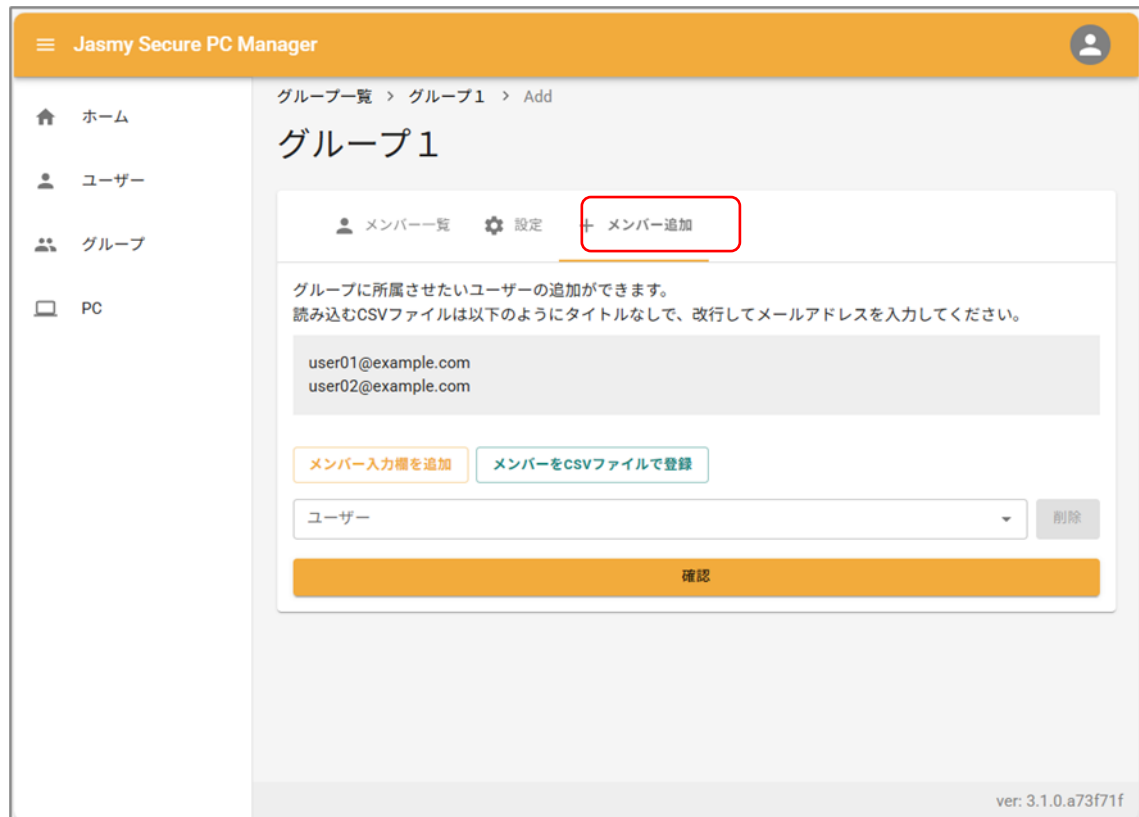 Jasmy Secure PC Manager
ホーム
ユーザー
グループ
PC
グループ一覧 > グループ１ > Add
グループ１
メンバー一覧 設定 + メンバー追加
グループに所属させたいユーザーの追加ができます。
読み込むCSVファイルは以下のようにタイトルなしで、改行してメールアドレスを入力してください。
user01@example.com
user02@example.com
メンバー入力欄を追加 メンバーをCSVファイルで登録
ユーザー 削除
確認
ver: 3.1.0.a73f71f